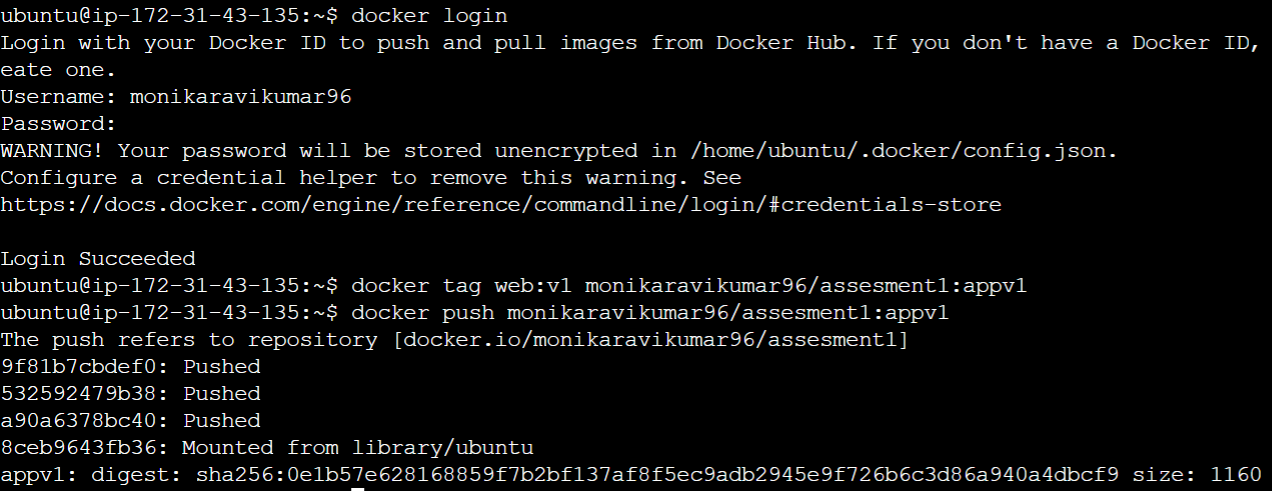 ubuntu@ip-172-31-43-135:~$ docker login
Login with your Docker ID to push and pull images from Docker Hub. If you don't have a Docker ID,
eate one.
Username: monikaravikumar96
Password:
WARNING! Your password will be stored unencrypted in /home/ubuntu/.docker/config.json.
Configure a credential helper to remove this warning. See
https://docs.docker.com/engine/reference/commandline/login/#credentials-store
Login Succeeded
ubuntu@ip-172-31-43-135:~$ docker tag web:v1 monikaravikumar96/assesment1:appv1
ubuntu@ip-172-31-43-135:~$ docker push monikaravikumar96/assesment1:appv1
The push refers to repository [docker.io/monikaravikumar96/assesment1]
9f81b7cbdef0: Pushed
532592479b38: Pushed
a90a6378bc40: Pushed
8ceb9643fb36: Mounted from library/ubuntu
appv1: digest: sha256:0e1b57e628168859f7b2bf137af8f5ec9adb2945e9f726b6c3d86a940a4dbcf9 size: 1160